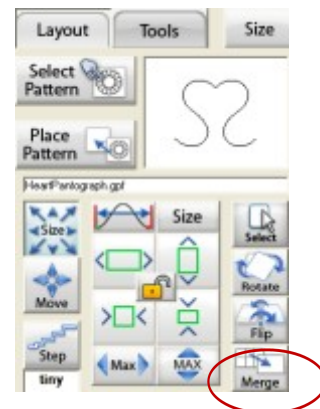 Layout Tools Size
Select
Pattern
Place
Pattern
HeartPantograph.gpf
Size
Size
Select
Move
Rotate
Flip
Step
tiny
Max
MAX
Merge